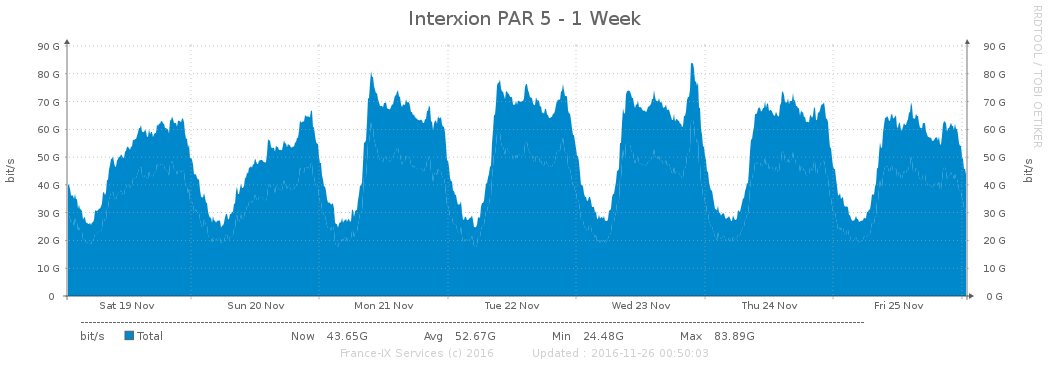 Interxion PAR 5 - 1 Week
RRDTOOL / TOBI OETIKER
bit/s
90 G 90 G
80 G 80 G
70 G 70 G
60 G 60 G
50 G 50 G
40 G 40 G
30 G 30 G
20 G 20 G
10 G 10 G
0 0 G
bit/s
Sat 19 Nov Sun 20 Nov Mon 21 Nov Tue 22 Nov Wed 23 Nov Thu 24 Nov Fri 25 Nov
bit/s Total Now 43.65G Avg 52.67G Min 24.48G Max 83.89G
France-IX Services (c) 2016 Updated : 2016-11-26 00:50:03